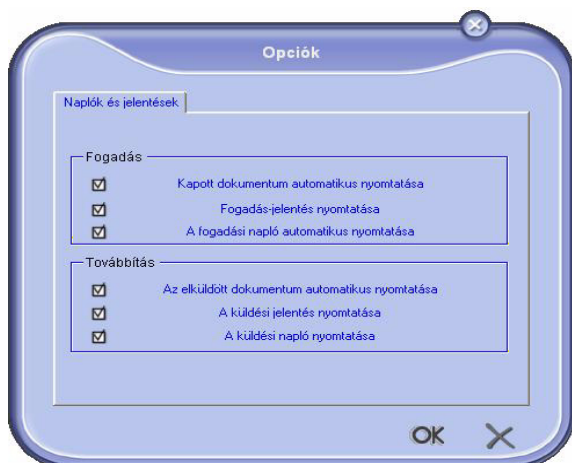 Opciók
Naplók és jelentések
Fogadás
Kapott dokumentum automatikus nyomtatása
Fogadás-jelentés nyomtatása
A fogadási napló automatikus nyomtatása
Továbbítás
Az elküldött dokumentum automatikus nyomtatása
A küldési jelentés nyomtatása
A küldési napló nyomtatása
OK